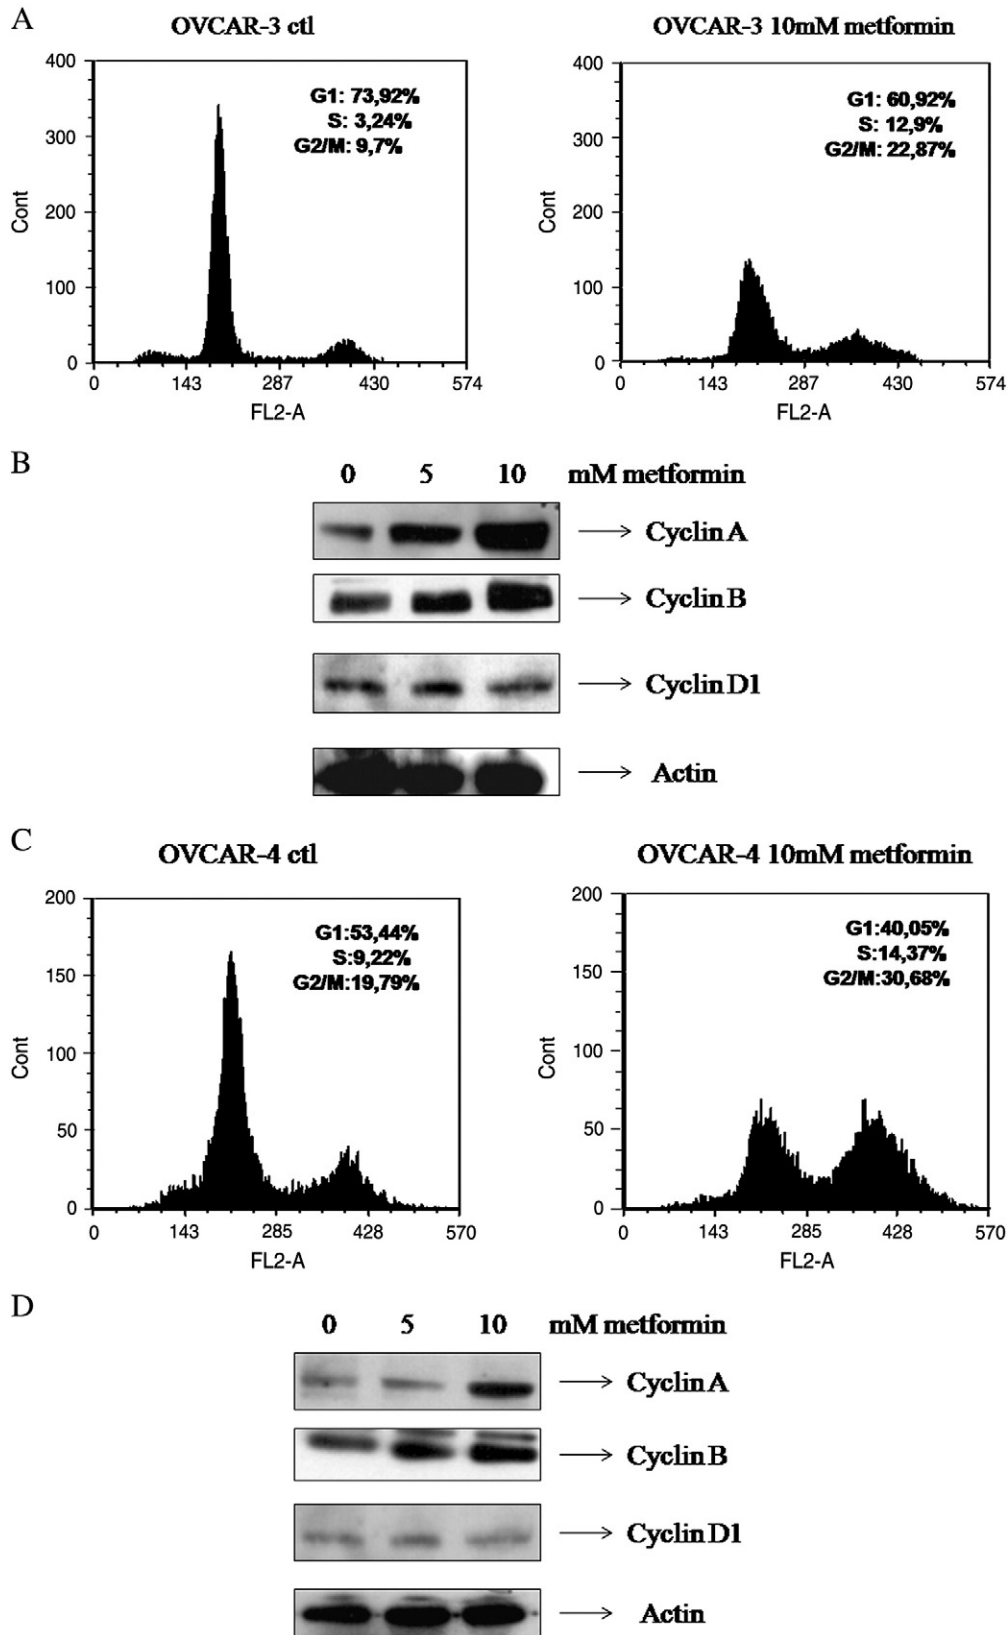 A
OVCAR-3 ctl
OVCAR-3 10mM metformin
400
300
200
100
0
Cont
G1: 73,92%
S: 3,24%
G2/M: 9,7%
0 143 287 430 574
FL2-A
400
300
200
100
0
Cont
G1: 60,92%
S: 12,9%
G2/M: 22,87%
0 143 287 430 574
FL2-A
B
0 5 10 mM metformin
Cyclin A
Cyclin B
Cyclin D1
Actin
C
OVCAR-4 ctl
OVCAR-4 10mM metformin
200
150
100
50
0
Cont
G1:53,44%
S:9,22%
G2/M:19,79%
0 143 285 428 570
FL2-A
200
150
100
50
0
Cont
G1:40,05%
S:14,37%
G2/M:30,68%
0 143 285 428 570
FL2-A
D
0 5 10 mM metformin
Cyclin A
Cyclin B
Cyclin D1
Actin